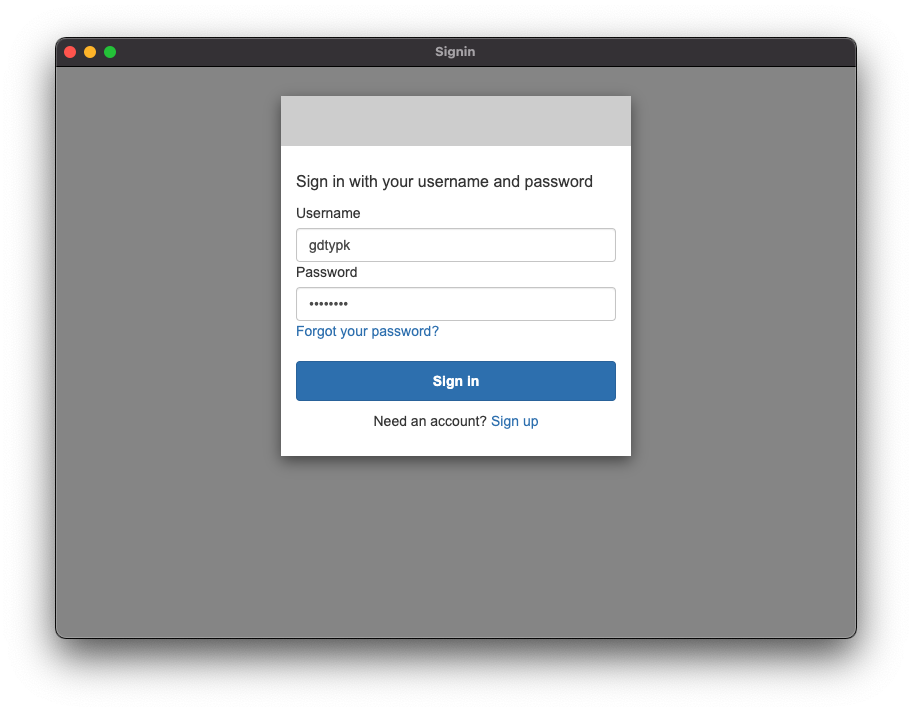 Signin
Sign in with your username and password
Username
gdtypk
Password
••••••••
Forgot your password?
Sign in
Need an account? Sign up